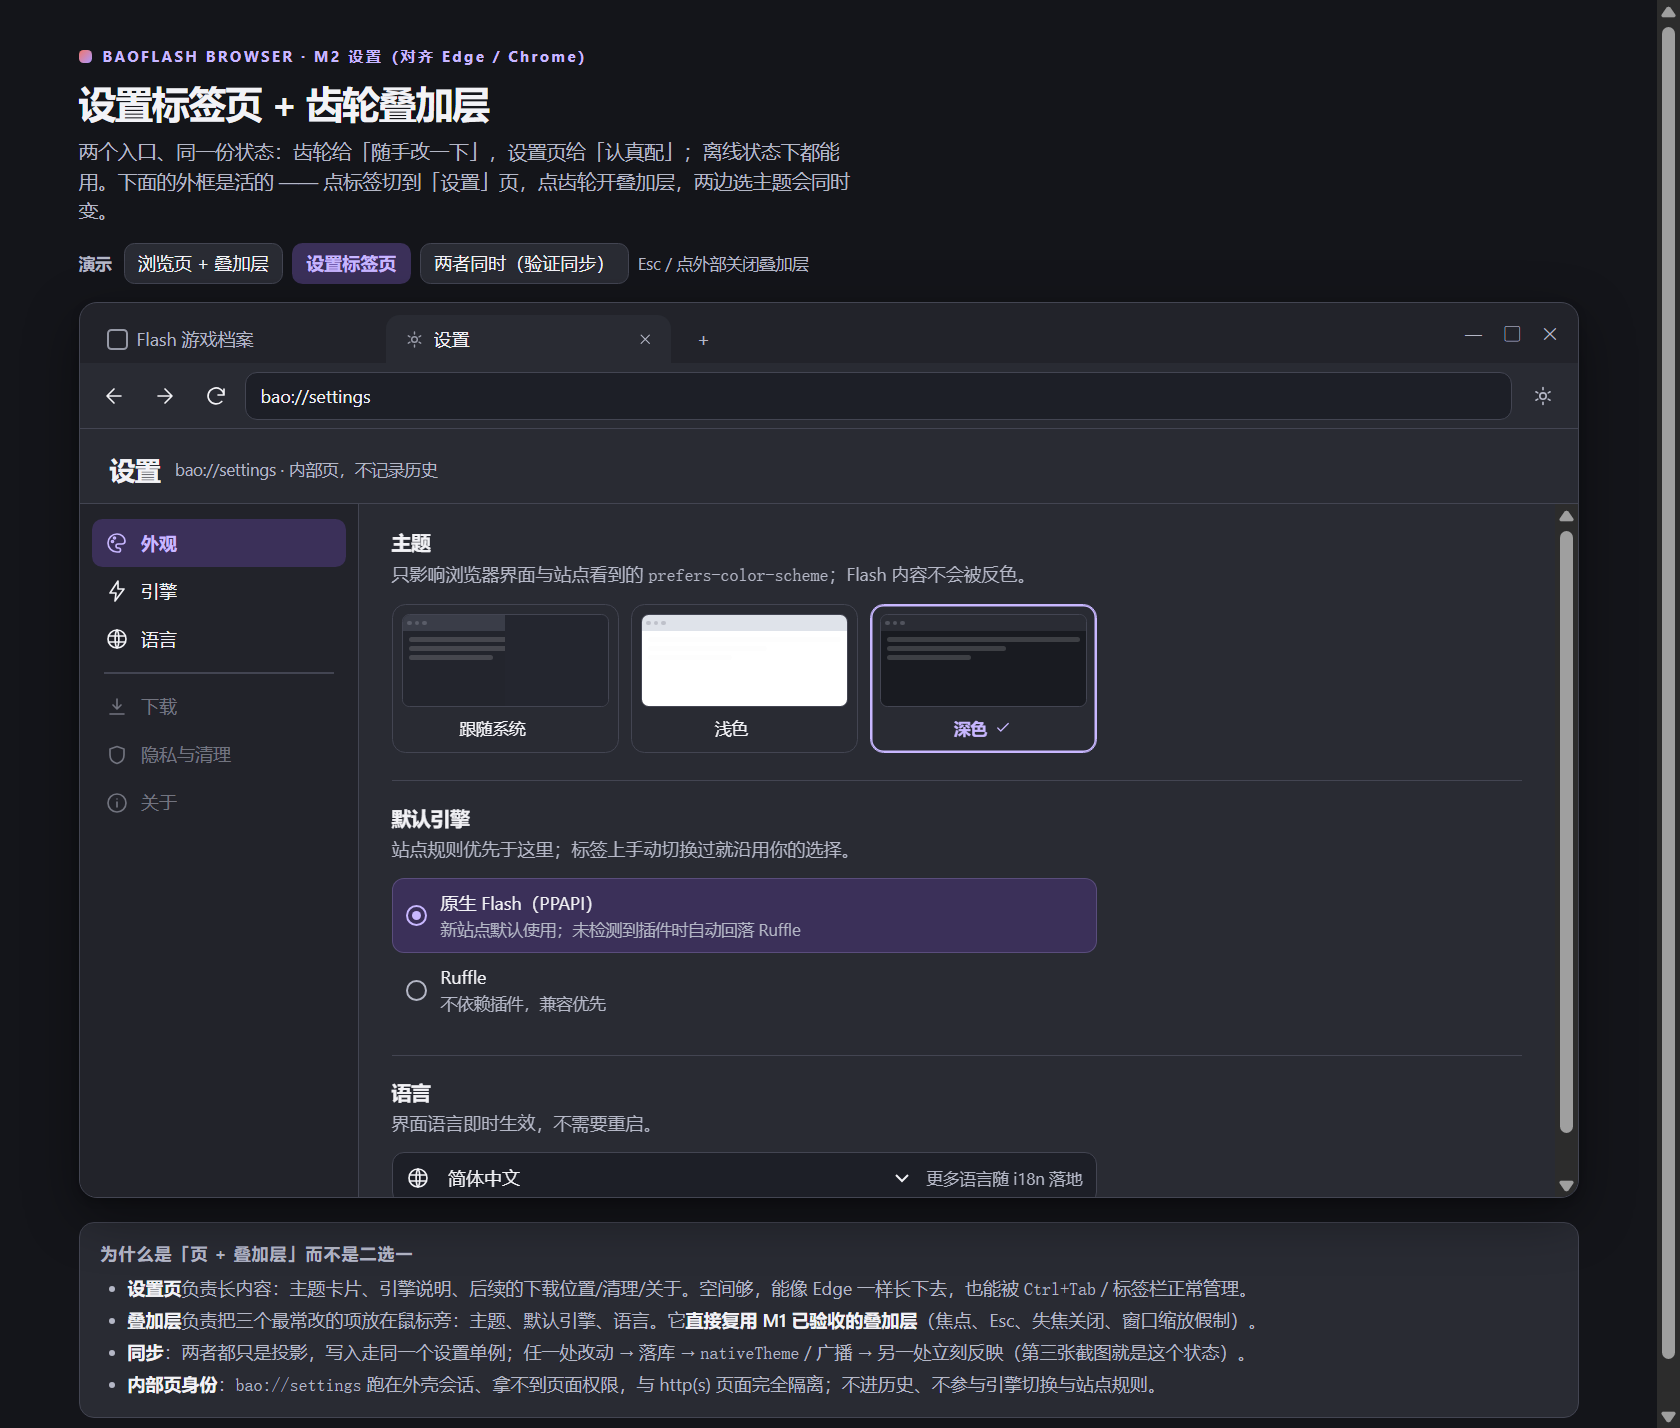 BAOFLASH BROWSER · M2 设置 (对齐 Edge / Chrome)
设置标签页 + 齿轮叠加层
两个入口、同一份状态：齿轮给「随手改一下」，设置页给「认真配」；离线状态下都能
用。下面的外框是活的 —— 点标签切到「设置」页，点齿轮开叠加层，两边选主题会同时
变。
演示 浏览页 + 叠加层 设置标签页 两者同时（验证同步） Esc / 点外部关闭叠加层
Flash 游戏档案 设置
bao://settings
设置 bao://settings · 内部页，不记录历史
外观
引擎
语言
下载
隐私与清理
关于
主题
只影响浏览器界面与站点看到的 prefers-color-scheme；Flash 内容不会被反色。
跟随系统 浅色 深色
默认引擎
站点规则优先于这里；标签上手动切换过就沿用你的选择。
原生 Flash（PPAPI）
新站点默认使用；未检测到插件时自动回落 Ruffle
Ruffle
不依赖插件，兼容优先
语言
界面语言即时生效，不需要重启。
简体中文 更多语言随 i18n 落地
为什么是「页 + 叠加层」而不是二选一
设置页负责长内容：主题卡片、引擎说明、后续的下载位置/清理/关于。空间够，能像 Edge 一样长下去，也能被 Ctrl+Tab / 标签栏正常管理。
叠加层负责把三个最常改的项放在鼠标旁：主题、默认引擎、语言。它直接复用 M1 已验收的叠加层（焦点、Esc、失焦关闭、窗口缩放假制）。
同步：两者都只是投影，写入走同一个设置单例；任一处改动 → 落库 → nativeTheme / 广播 → 另一处立刻反映（第三张截图就是这个状态）。
内部页身份：bao://settings 跑在外壳会话、拿不到页面权限，与 http(s) 页面完全隔离；不进历史、不参与引擎切换与站点规则。